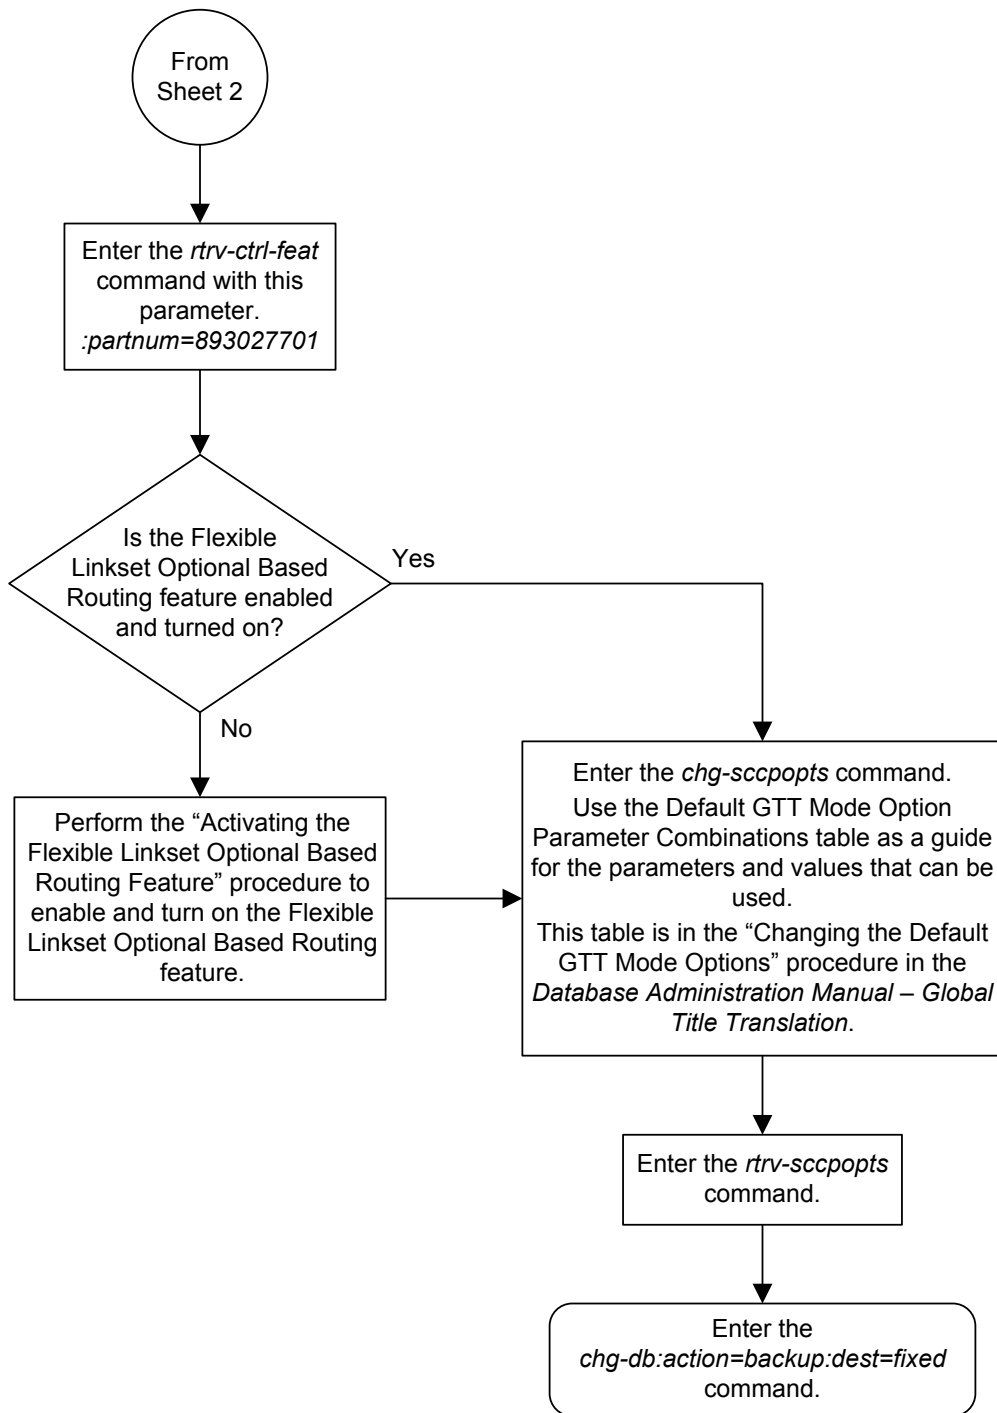 From
Sheet 2
Enter the rtrv-ctrl-feat
command with this
parameter.
:partnum=893027701
Is the Flexible
Linkset Optional Based
Routing feature enabled
and turned on?
Yes
No
Perform the “Activating the
Flexible Linkset Optional Based
Routing Feature” procedure to
enable and turn on the Flexible
Linkset Optional Based Routing
feature.
Enter the chg-sccpopts command.
Use the Default GTT Mode Option
Parameter Combinations table as a guide
for the parameters and values that can be
used.
This table is in the “Changing the Default
GTT Mode Options” procedure in the
Database Administration Manual – Global
Title Translation.
Enter the rtrv-sccpopts
command.
Enter the
chg-db:action=backup:dest=fixed
command.